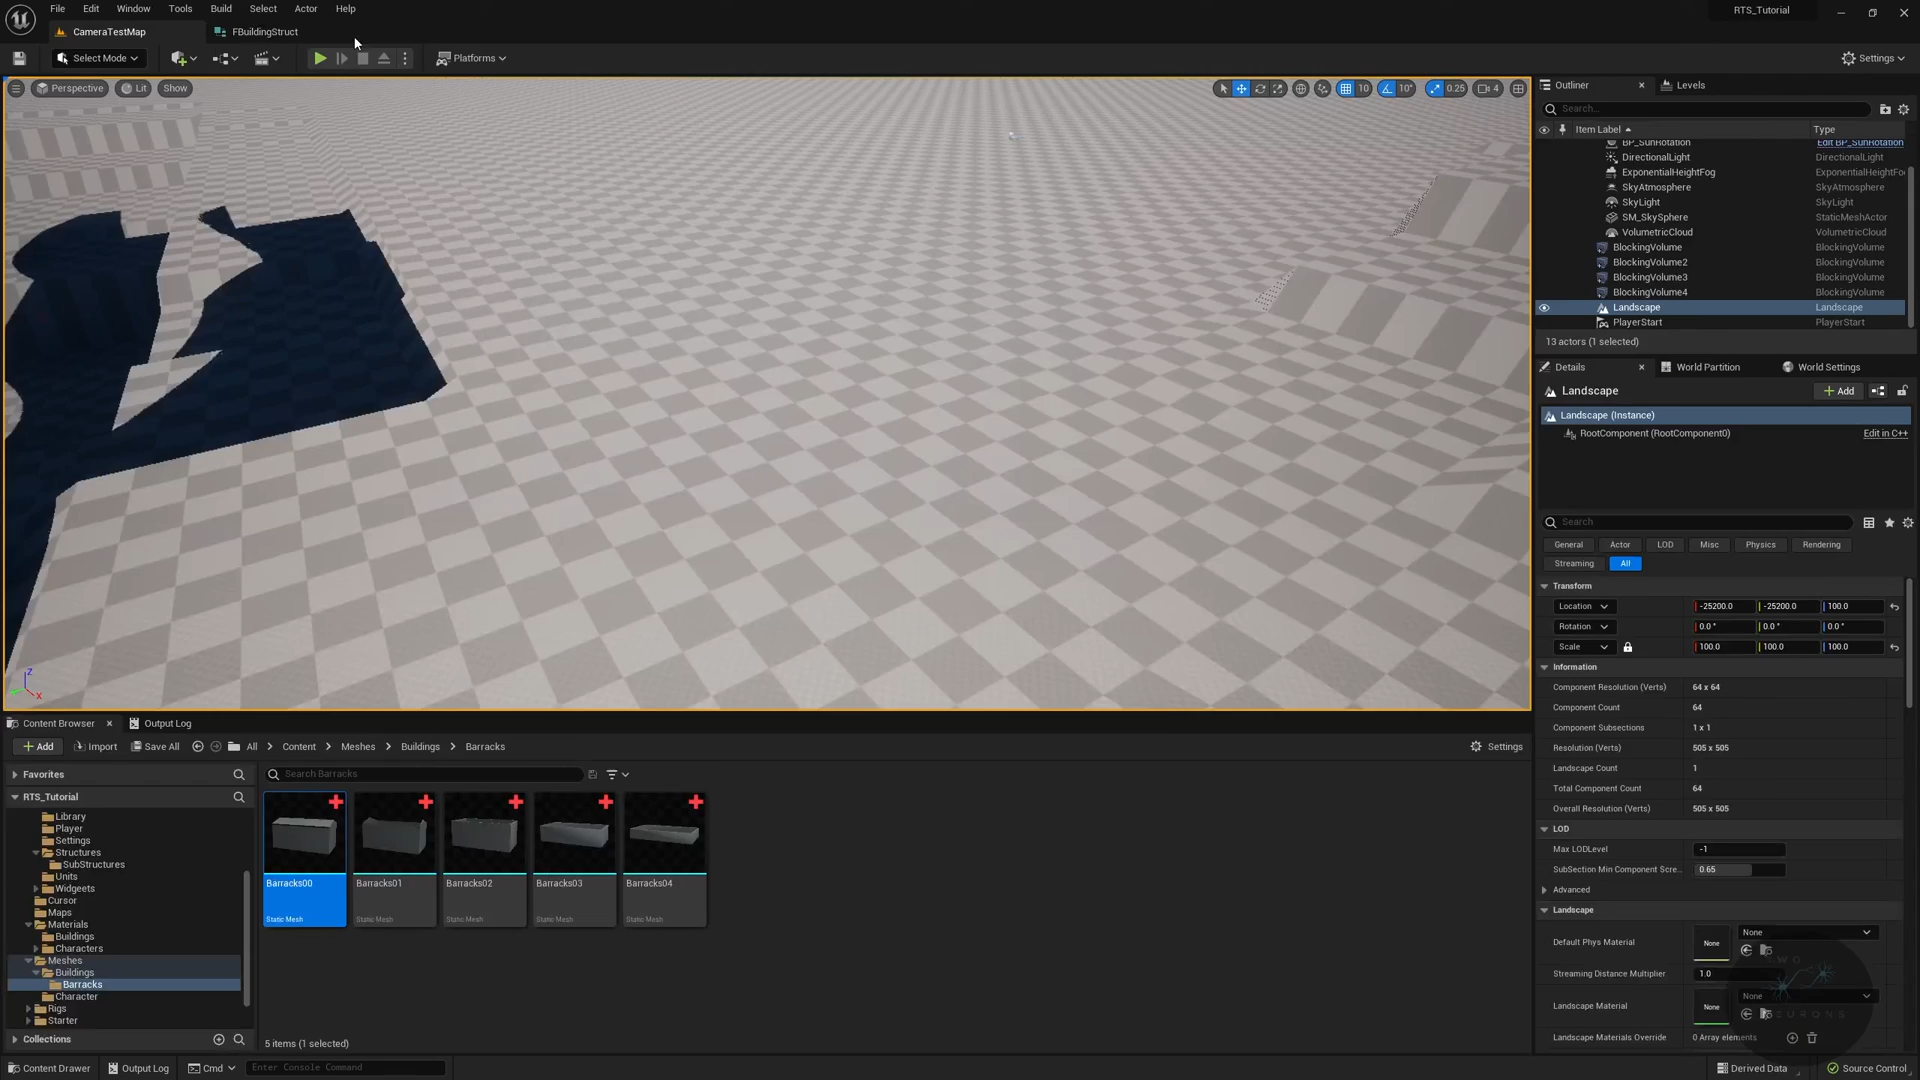 File Edit Window Tools Build Select Actor Help
RTS_Tutorial
CameraTestMap
FBuildingStruct
Select Mode
Platforms
Settings
Perspective
Lit
Show
10
10°
0.25
4
Outliner
Levels
Search...
Item Label
Type
BP_SunRotation
Edit BP_SunRotation
DirectionalLight
DirectionalLight
ExponentialHeightFog
ExponentialHeightFo
SkyAtmosphere
SkyAtmosphere
SkyLight
SkyLight
SM_SkySphere
StaticMeshActor
VolumetricCloud
VolumetricCloud
BlockingVolume
BlockingVolume
BlockingVolume2
BlockingVolume
BlockingVolume3
BlockingVolume
BlockingVolume4
BlockingVolume
Landscape
Landscape
PlayerStart
PlayerStart
13 actors (1 selected)
Details
World Partition
World Settings
Landscape
Add
Landscape (Instance)
RootComponent (RootComponent0)
Edit in C++
Search
General
Actor
LOD
Misc
Physics
Rendering
Streaming
All
Transform
Location
-25200.0
-25200.0
100.0
Rotation
0.0 °
0.0 °
0.0 °
Scale
100.0
100.0
100.0
Information
Component Resolution (Verts)
64 x 64
Component Count
64
Component Subsections
1 x 1
Resolution (Verts)
505 x 505
Landscape Count
1
Total Component Count
64
Overall Resolution (Verts)
505 x 505
LOD
Max LODLevel
-1
SubSection Min Component Scre...
0.65
Advanced
Landscape
Default Phys Material
None
None
Streaming Distance Multiplier
1.0
Landscape Material
None
None
Landscape Materials Override
0 Array elements
Z
X
Content Browser
Output Log
Add
Import
Save All
All
Content
Meshes
Buildings
Barracks
Settings
Favorites
RTS_Tutorial
Library
Player
Settings
Structures
SubStructures
Units
Widgeets
Cursor
Maps
Materials
Buildings
Characters
Meshes
Buildings
Barracks
Character
Rigs
Starter
Collections
Search Barracks
Barracks00
Static Mesh
Barracks01
Static Mesh
Barracks02
Static Mesh
Barracks03
Static Mesh
Barracks04
Static Mesh
5 items (1 selected)
Content Drawer
Output Log
Cmd
Enter Console Command
Derived Data
Source Control